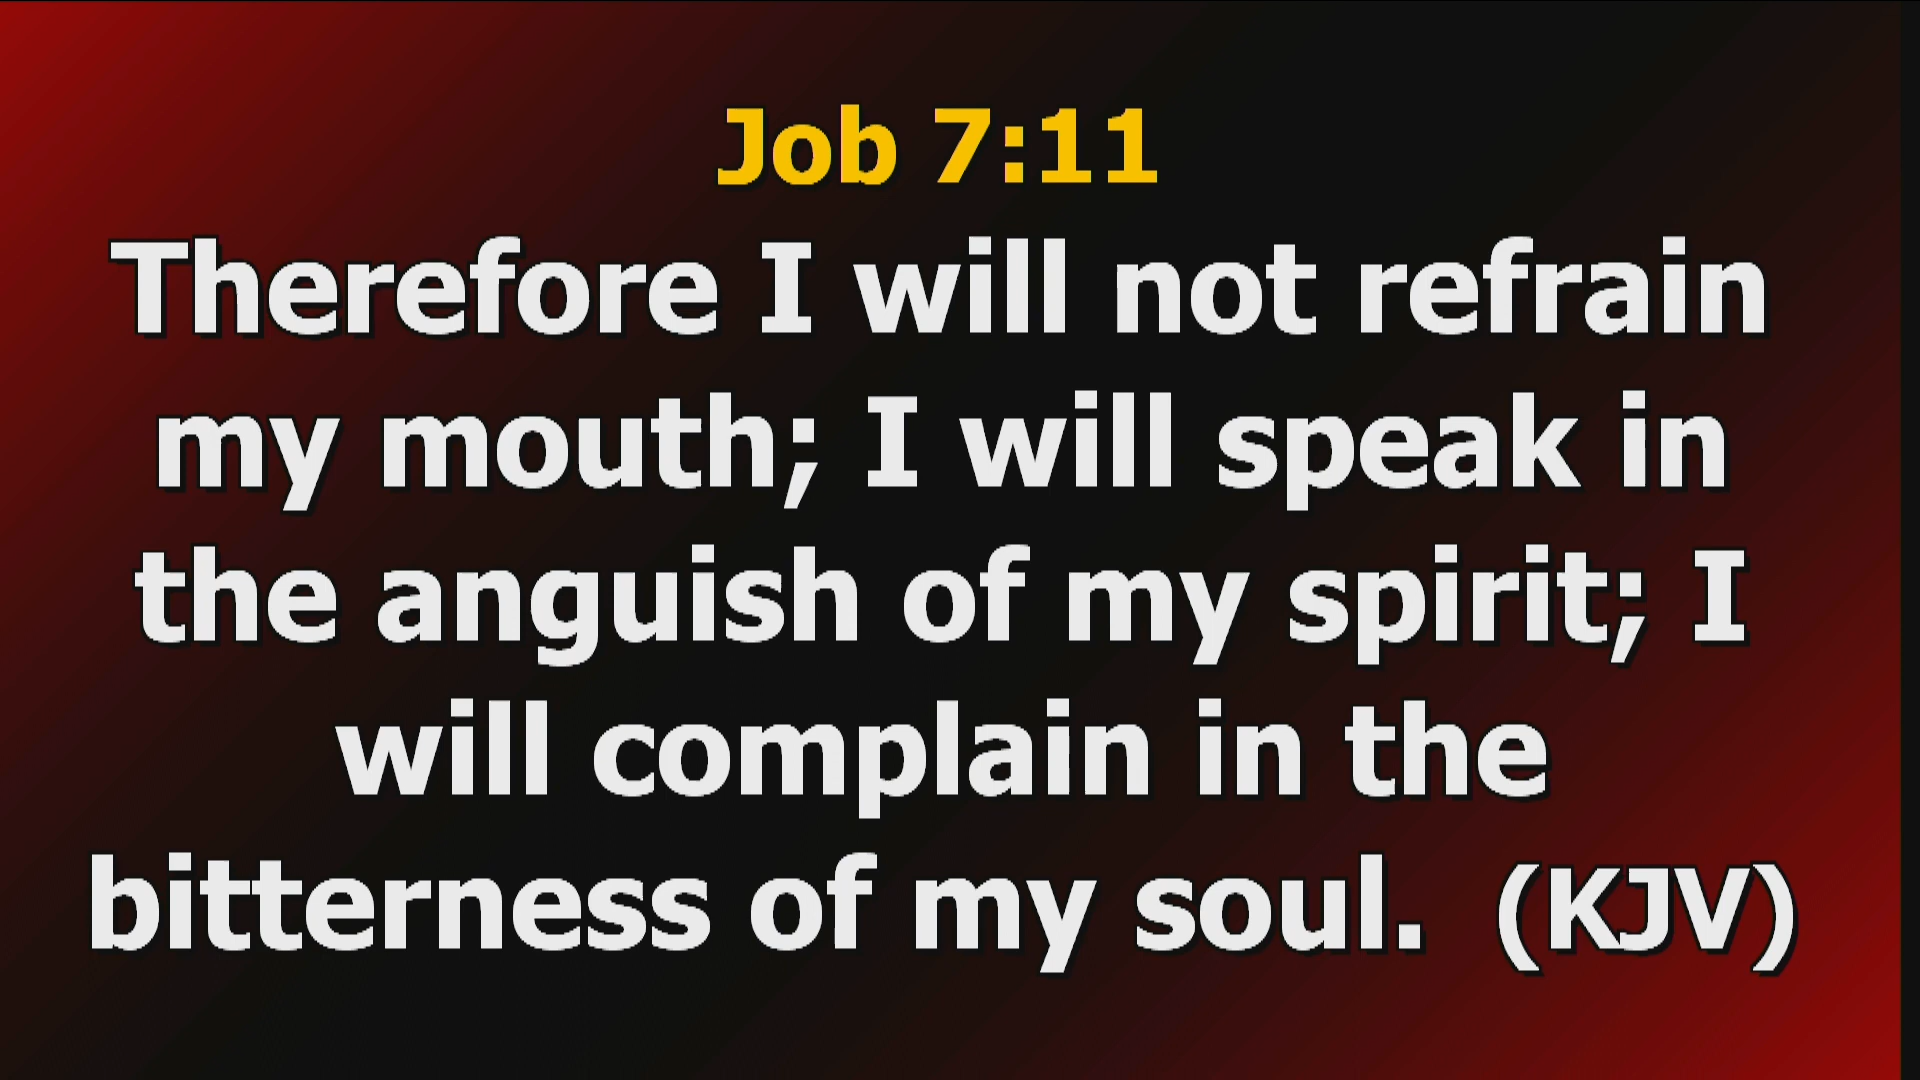 Job 7:11
Therefore I will not refrain
my mouth; I will speak in
the anguish of my spirit; I
will complain in the
bitterness of my soul. (KJV)